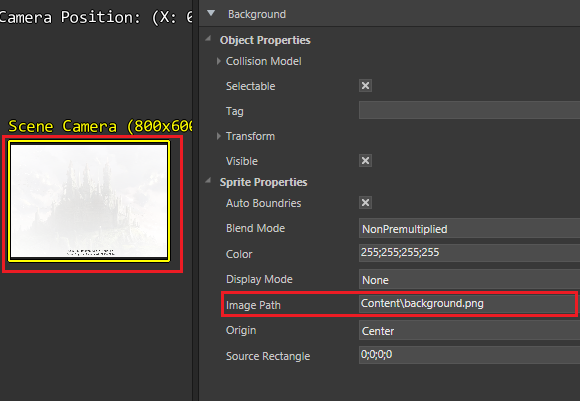 Camera Position: (X: 0
Scene Camera (800x600
Background
Object Properties
Collision Model
Selectable
Tag
Transform
Visible
Sprite Properties
Auto Boundries
Blend Mode NonPremultiplied
Color 255;255;255;255
Display Mode None
Image Path Content\background.png
Origin Center
Source Rectangle 0;0;0;0